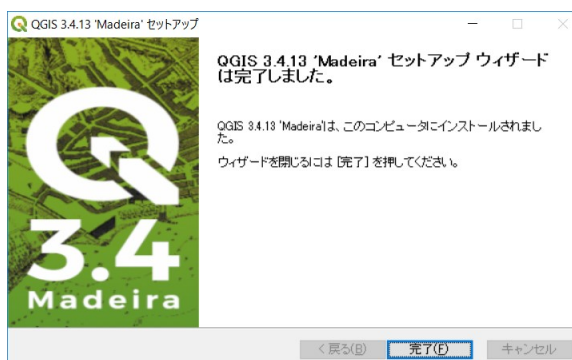 QGIS 3.4.13 'Madeira' セットアップ
QGIS 3.4.13 'Madeira' セットアップ ウィザード
は完了しました。
QGIS 3.4.13 'Madeira'は、このコンピュータにインストールされまし
た。
ウィザードを閉じるには [完了] を押してください。
3.4
Madeira
< 戻る(B)
完了(F)
キャンセル